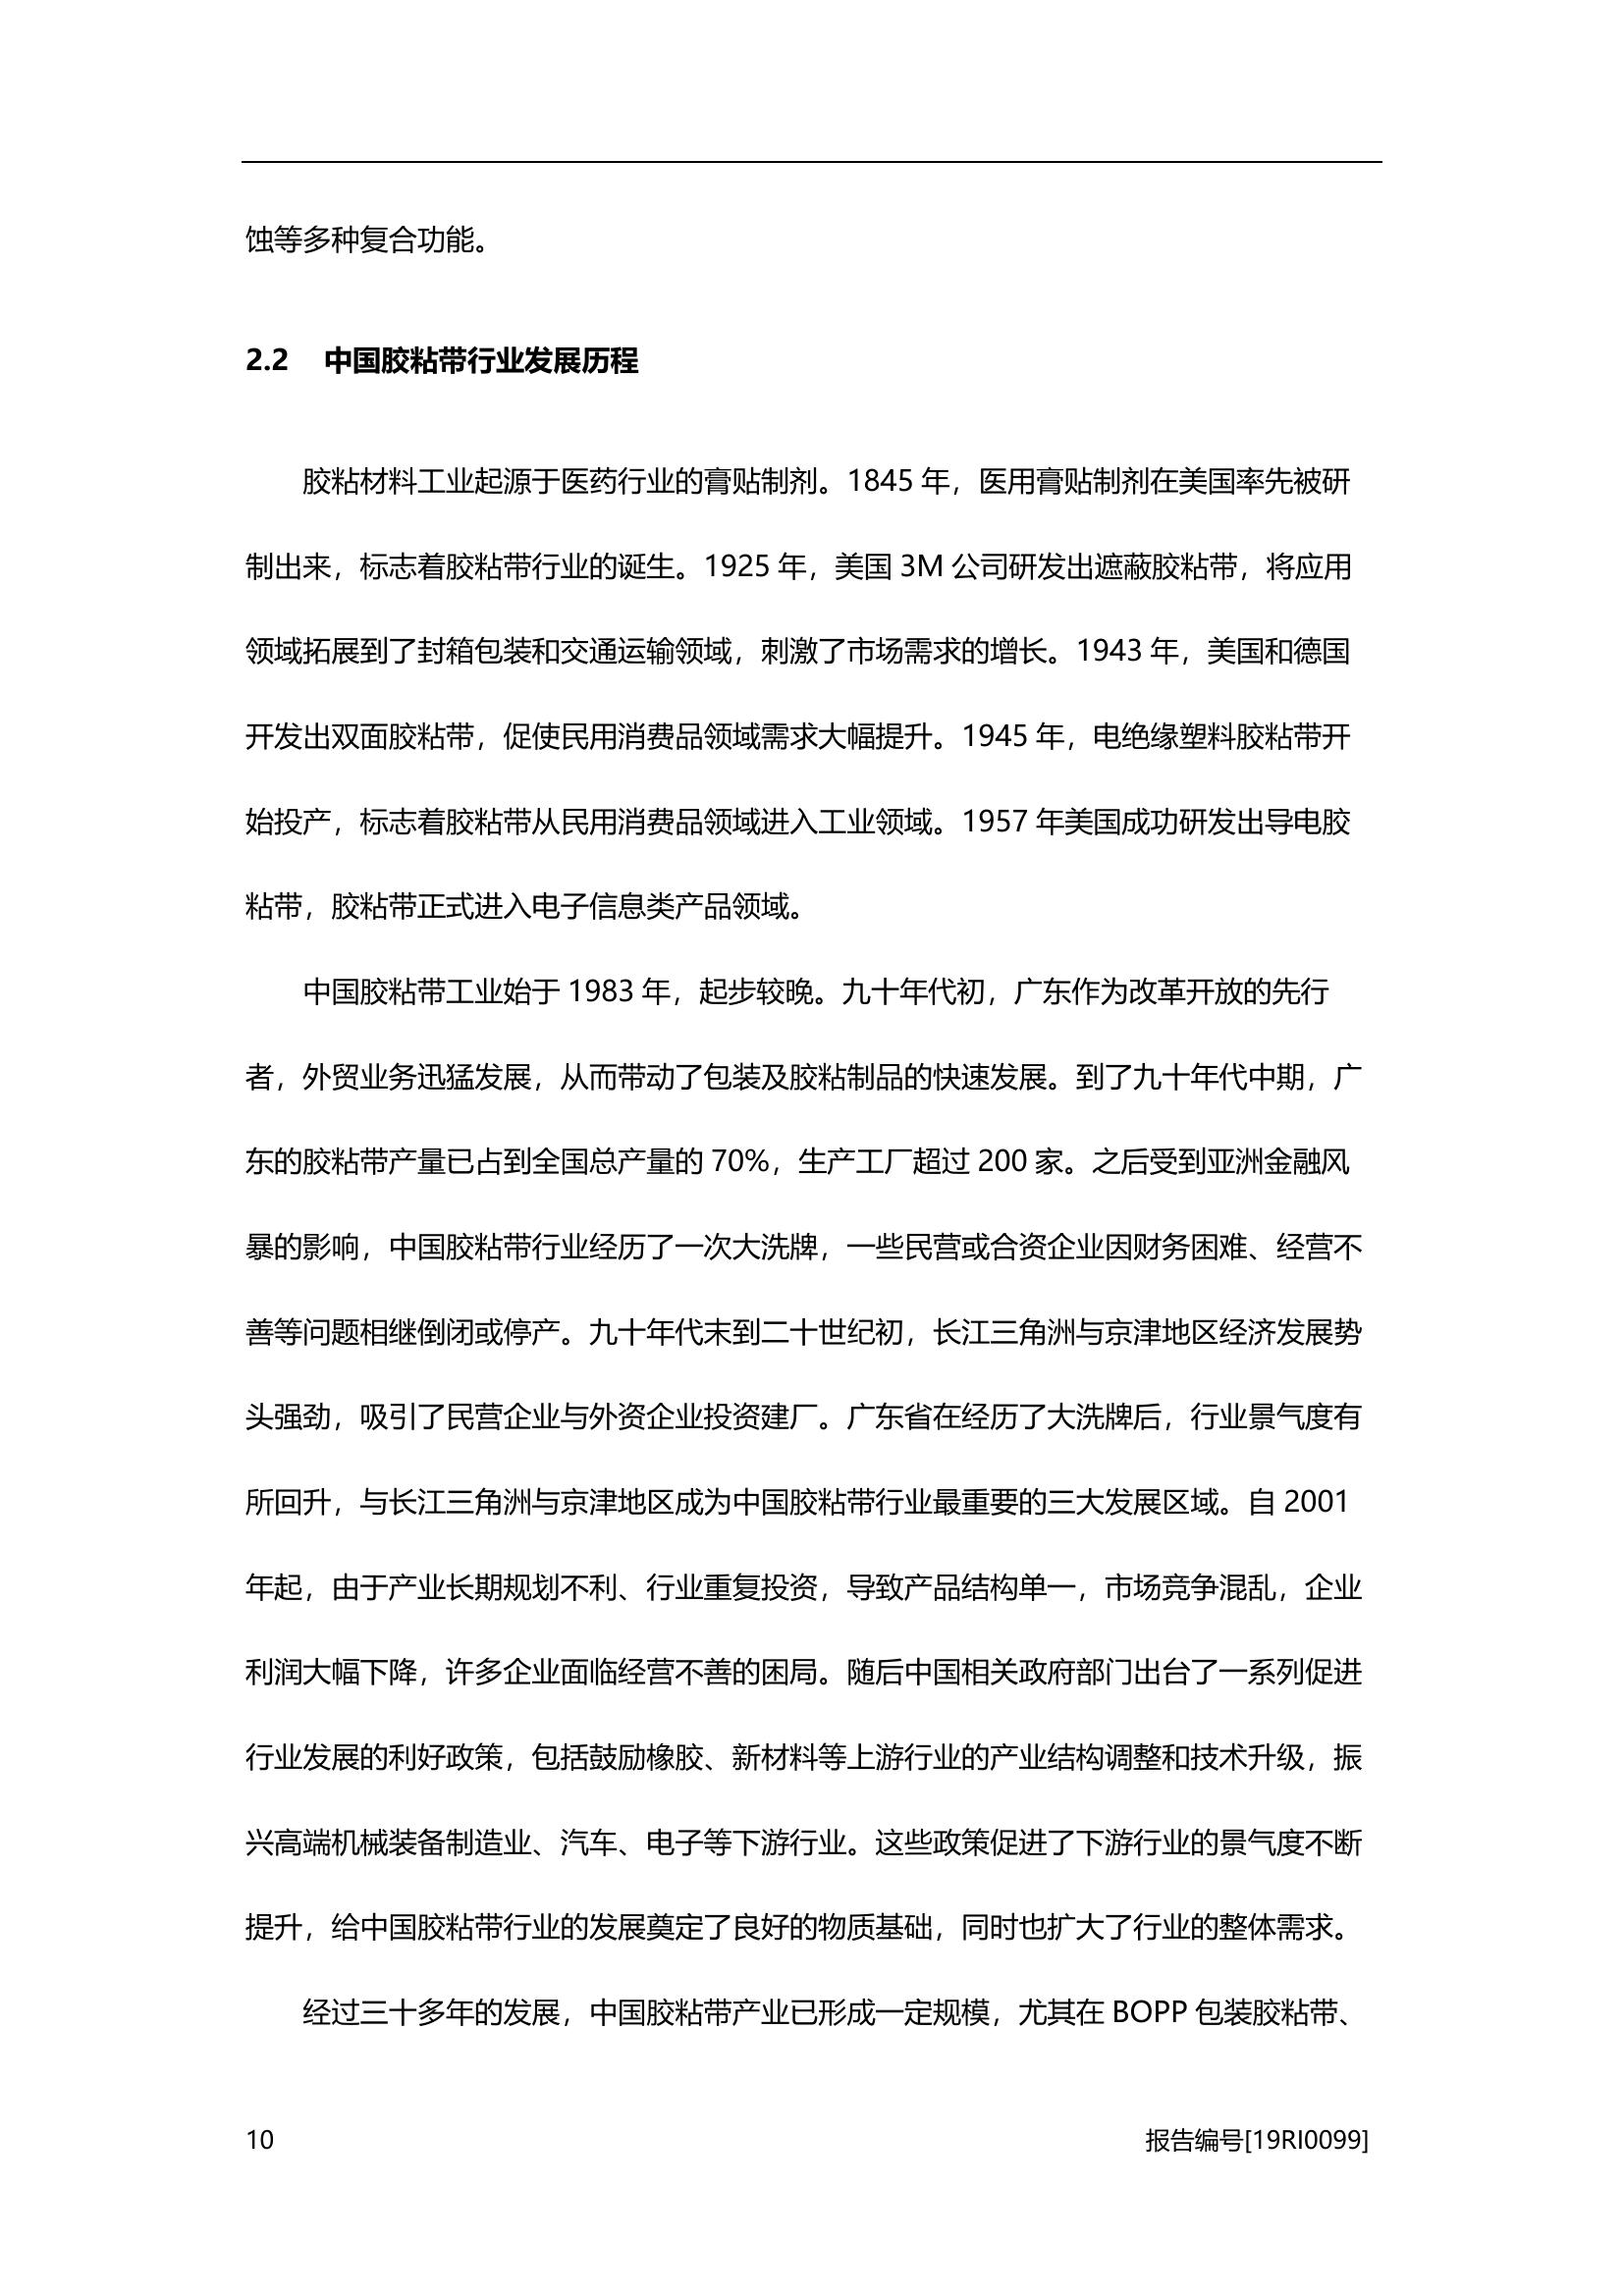 蚀等多种复合功能。
2.2 中国胶粘带行业发展历程
胶粘材料工业起源于医药行业的膏贴制剂。1845 年，医用膏贴制剂在美国率先被研
制出来，标志着胶粘带行业的诞生。1925 年，美国 3M 公司研发出遮蔽胶粘带，将应用
领域拓展到了封箱包装和交通运输领域，刺激了市场需求的增长。1943 年，美国和德国
开发出双面胶粘带，促使民用消费品领域需求大幅提升。1945 年，电绝缘塑料胶粘带开
始投产，标志着胶粘带从民用消费品领域进入工业领域。1957 年美国成功研发出导电胶
粘带，胶粘带正式进入电子信息类产品领域。
中国胶粘带工业始于 1983 年，起步较晚。九十年代初，广东作为改革开放的先行
者，外贸业务迅猛发展，从而带动了包装及胶粘制品的快速发展。到了九十年代中期，广
东的胶粘带产量已占到全国总产量的 70%，生产工厂超过 200 家。之后受到亚洲金融风
暴的影响，中国胶粘带行业经历了一次大洗牌，一些民营或合资企业因财务困难、经营不
善等问题相继倒闭或停产。九十年代末到二十世纪初，长江三角洲与京津地区经济发展势
头强劲，吸引了民营企业与外资企业投资建厂。广东省在经历了大洗牌后，行业景气度有
所回升，与长江三角洲与京津地区成为中国胶粘带行业最重要的三大发展区域。自 2001
年起，由于产业长期规划不利、行业重复投资，导致产品结构单一，市场竞争混乱，企业
利润大幅下降，许多企业面临经营不善的困局。随后中国相关政府部门出台了一系列促进
行业发展的利好政策，包括鼓励橡胶、新材料等上游行业的产业结构调整和技术升级，振
兴高端机械装备制造业、汽车、电子等下游行业。这些政策促进了下游行业的景气度不断
提升，给中国胶粘带行业的发展奠定了良好的物质基础，同时也扩大了行业的整体需求。
经过三十多年的发展，中国胶粘带产业已形成一定规模，尤其在 BOPP 包装胶粘带、
10 报告编号[19RI0099]